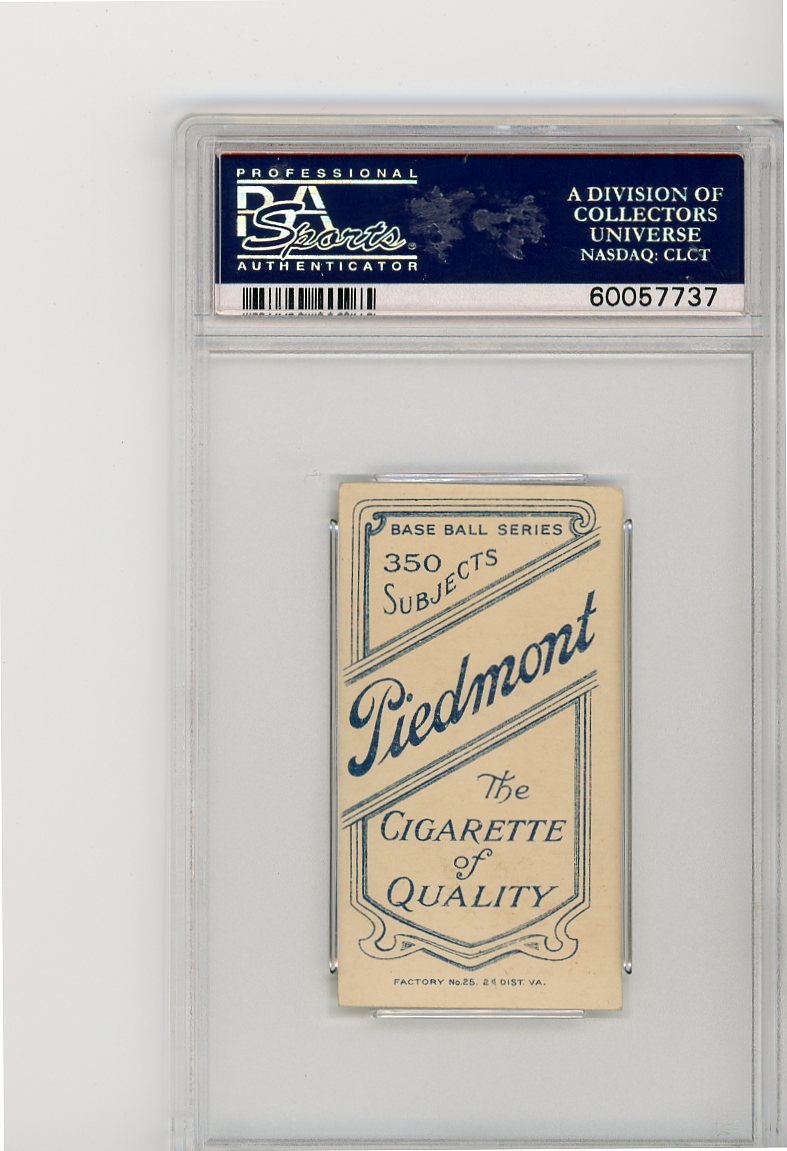 PROFESSIONAL
PSA
Sports®
AUTHENTICATOR
A DIVISION OF
COLLECTORS
UNIVERSE
NASDAQ: CLCT
60057737
BASE BALL SERIES
350
SUBJECTS
Piedmont
The
CIGARETTE
of
QUALITY
FACTORY No.25. 2d DIST. VA.